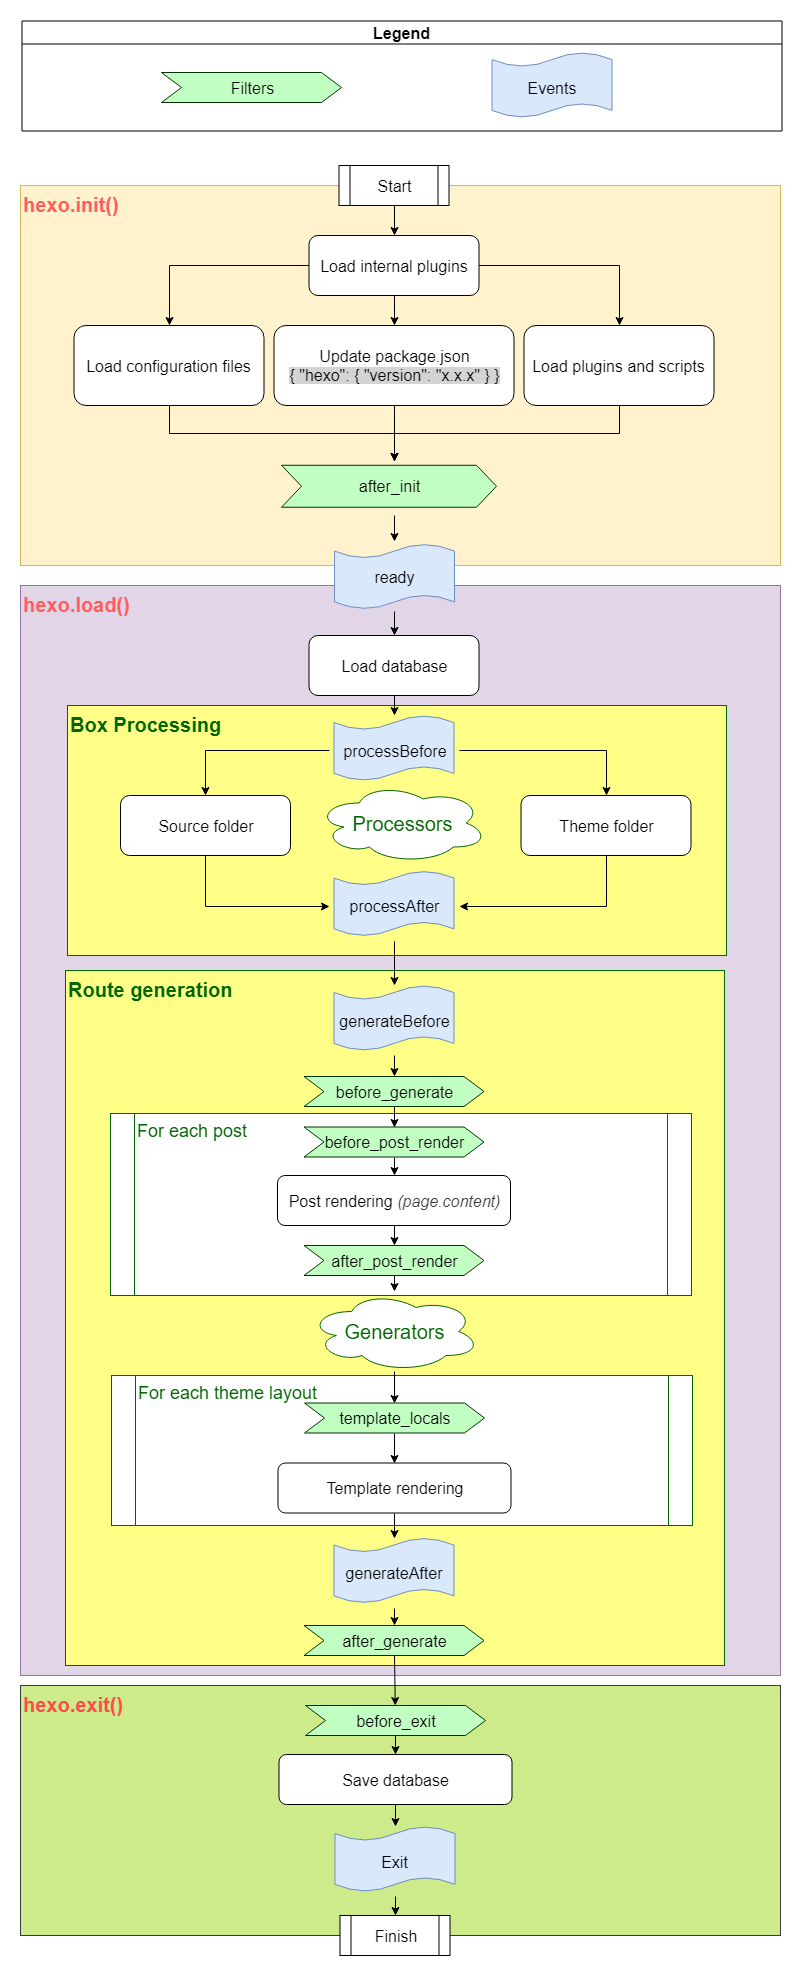 Legend
Filters
Events
Start
hexo.init()
Load internal plugins
Load configuration files
Update package.json
{ "hexo": { "version": "x.x.x" } }
Load plugins and scripts
after_init
ready
hexo.load()
Load database
Box Processing
processBefore
Source folder
Processors
Theme folder
processAfter
Route generation
generateBefore
before_generate
For each post
before_post_render
Post rendering (page.content)
after_post_render
Generators
For each theme layout
template_locals
Template rendering
generateAfter
after_generate
hexo.exit()
before_exit
Save database
Exit
Finish